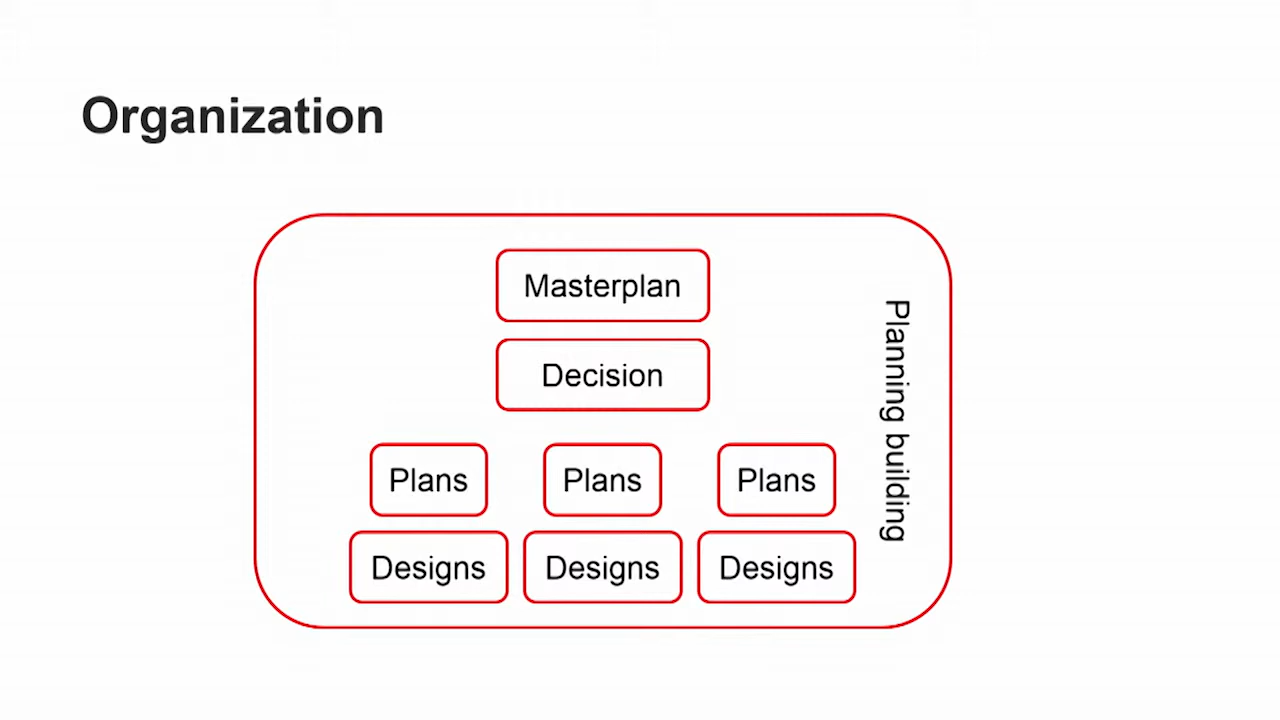 Organization
Masterplan
Decision
Plans Plans Plans
Designs Designs Designs
Planning building